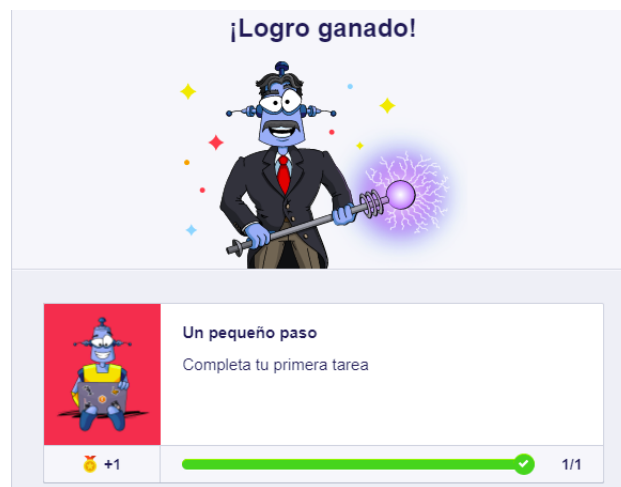 ¡Logro ganado!
Un pequeño paso
Completa tu primera tarea
+1
1/1